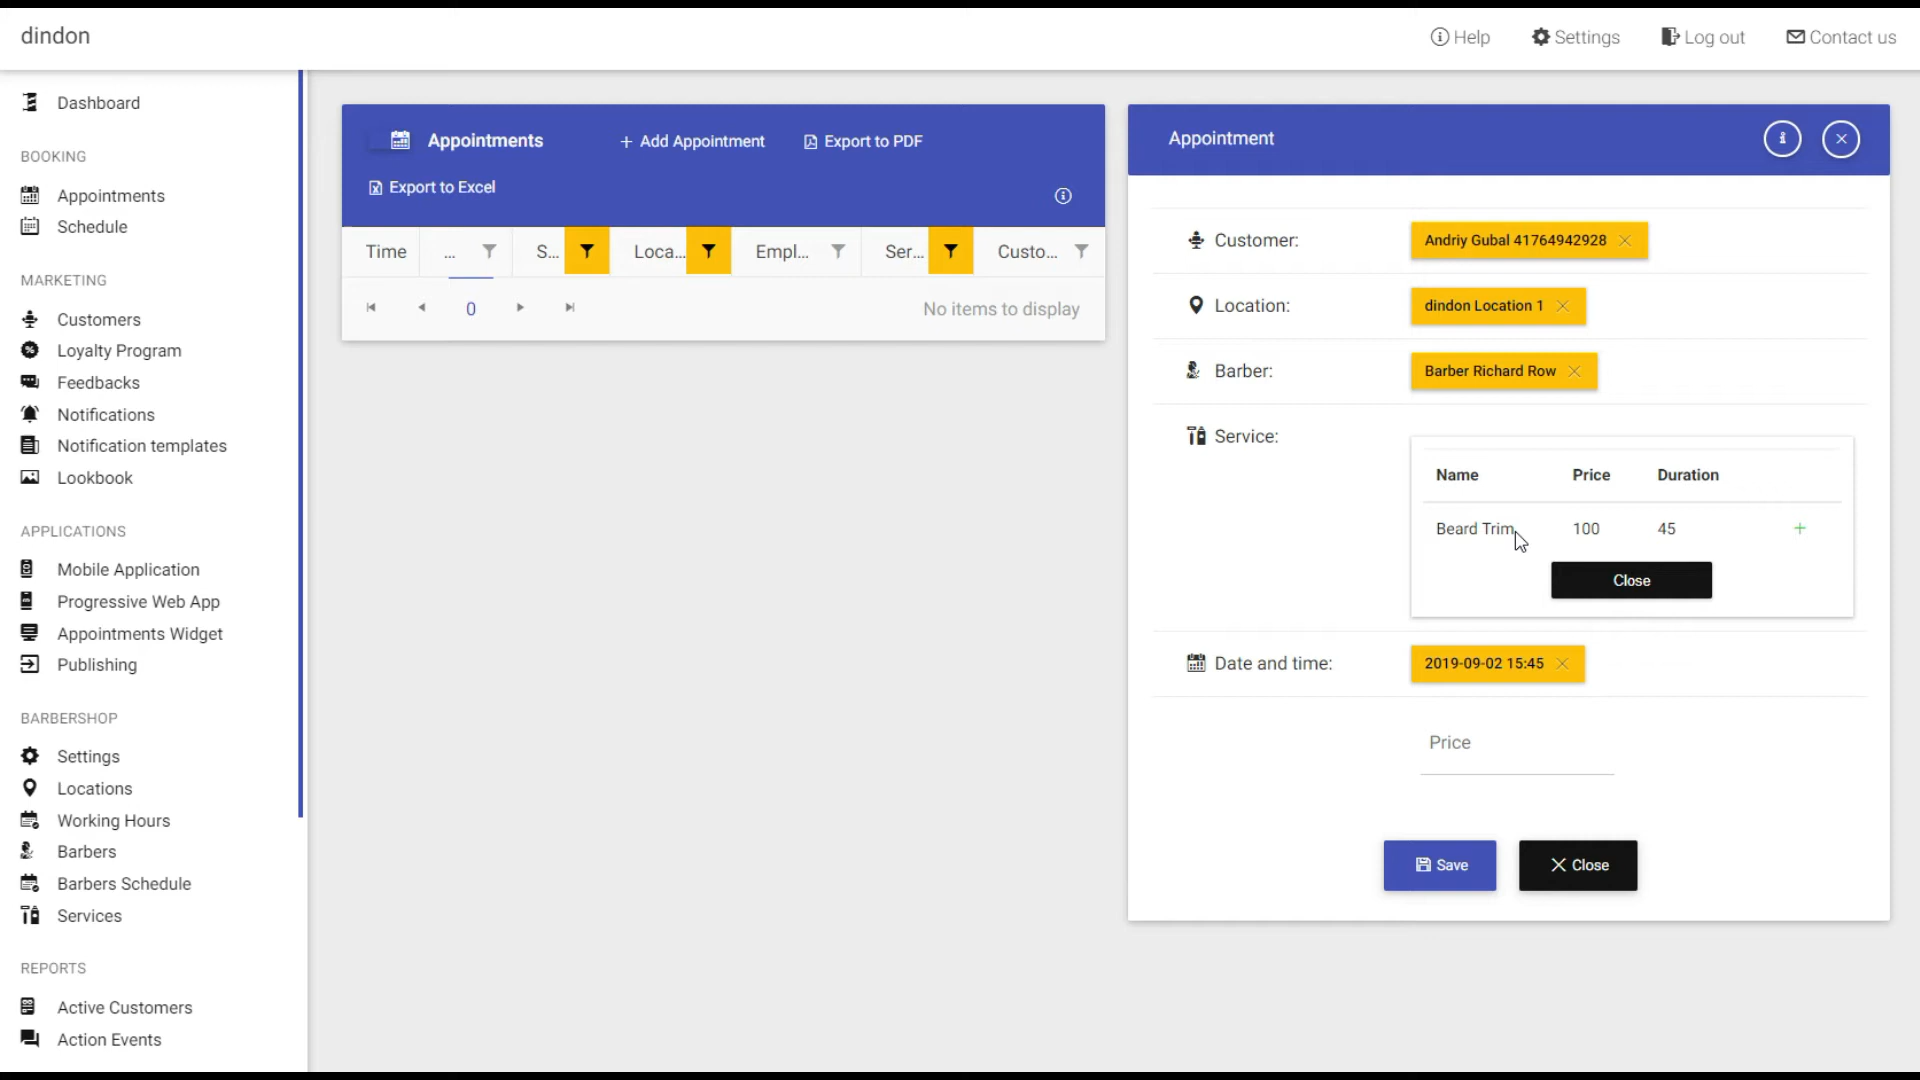 dindon
Help
Settings
Log out
Contact us
Dashboard
BOOKING
Appointments
Schedule
MARKETING
Customers
Loyalty Program
Feedbacks
Notifications
Notification templates
Lookbook
APPLICATIONS
Mobile Application
Progressive Web App
Appointments Widget
Publishing
BARBERSHOP
Settings
Locations
Working Hours
Barbers
Barbers Schedule
Services
REPORTS
Active Customers
Action Events
Appointments
+ Add Appointment
Export to PDF
Export to Excel
Time ... S... Loca... Empl... Ser... Custo...
0
No items to display
Appointment
Customer: Andriy Gubal 41764942928
Location: dindon Location 1
Barber: Barber Richard Row
Service:
Name Price Duration
Beard Trim 100 45 +
Close
Date and time: 2019-09-02 15:45
Price
Save
Close